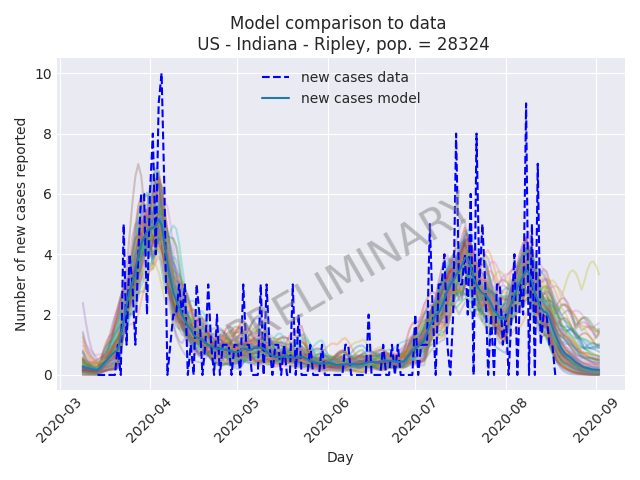 Model comparison to data
US - Indiana - Ripley, pop. = 28324
new cases data
new cases model
PRELIMINARY
Number of new cases reported
10
8
6
4
2
0
2020-03
2020-04
2020-05
2020-06
2020-07
2020-08
2020-09
Day